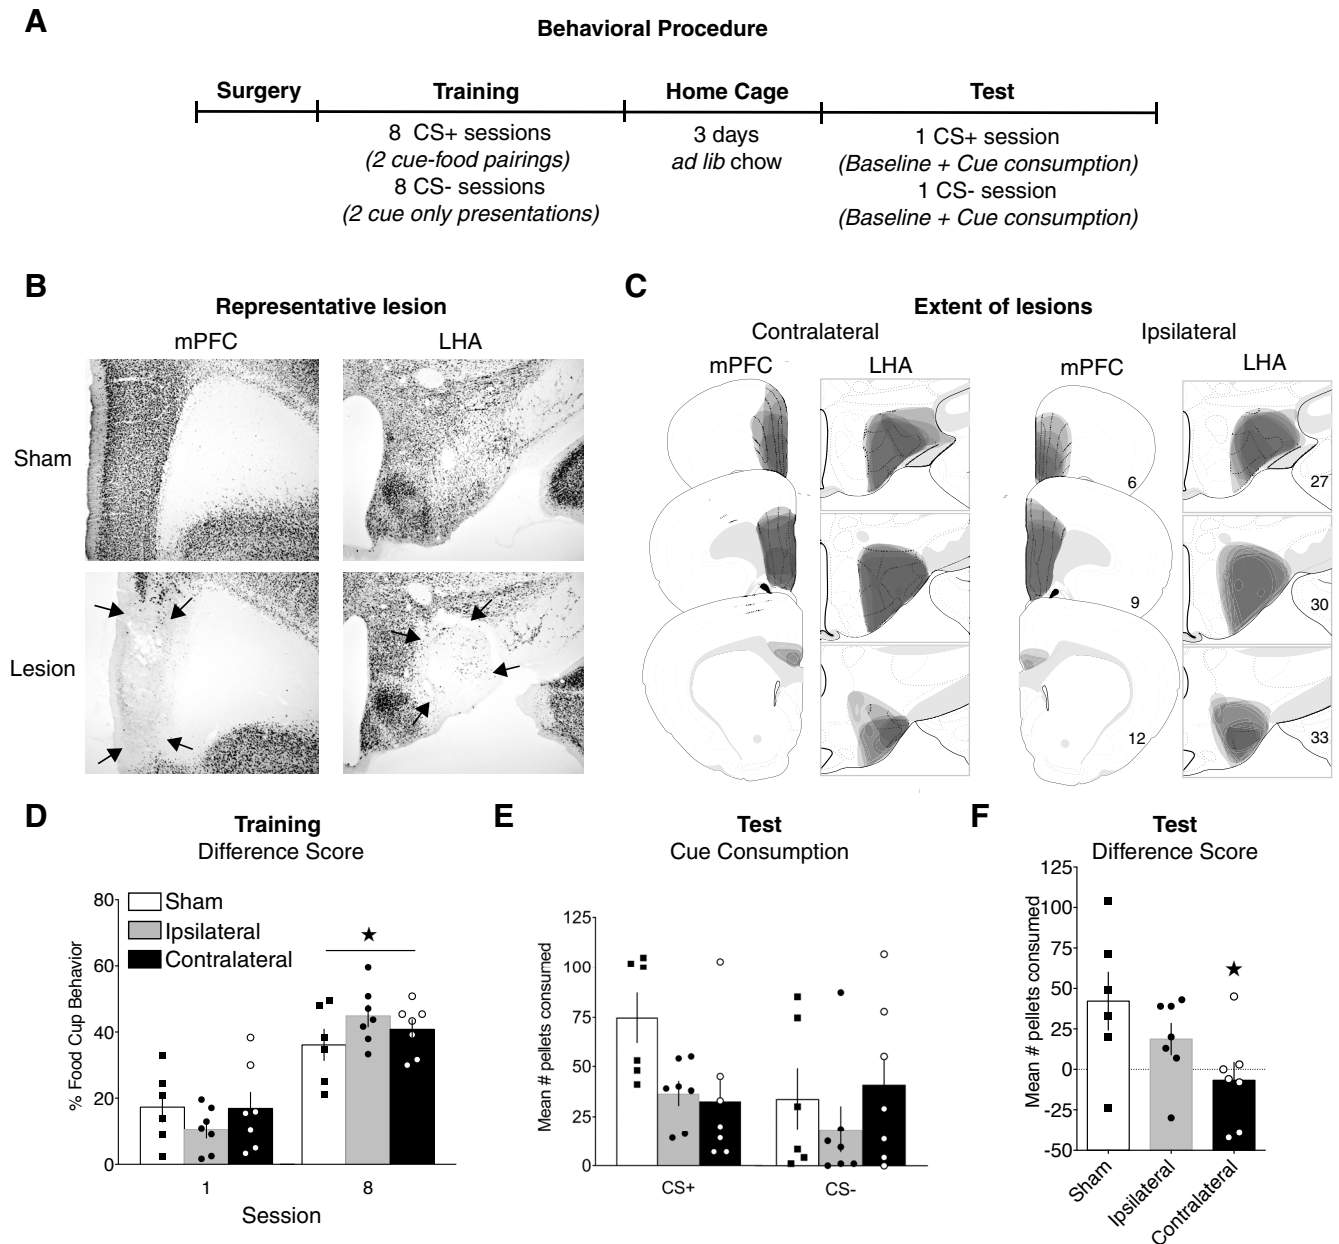 A
Behavioral Procedure
Surgery Training Home Cage Test
8 CS+ sessions
(2 cue-food pairings)
8 CS- sessions
(2 cue only presentations)
3 days
ad lib chow
1 CS+ session
(Baseline + Cue consumption)
1 CS- session
(Baseline + Cue consumption)
B
Representative lesion
mPFC LHA
Sham
Lesion
C
Extent of lesions
Contralateral Ipsilateral
mPFC LHA mPFC LHA
6 27
9 30
12 33
D
Training
Difference Score
Sham
Ipsilateral
Contralateral
% Food Cup Behavior
80
60
40
20
0
1 8
Session
E
Test
Cue Consumption
Mean # pellets consumed
125
100
75
50
25
0
CS+ CS-
F
Test
Difference Score
Mean # pellets consumed
125
100
75
50
25
0
-25
-50
Sham
Ipsilateral
Contralateral